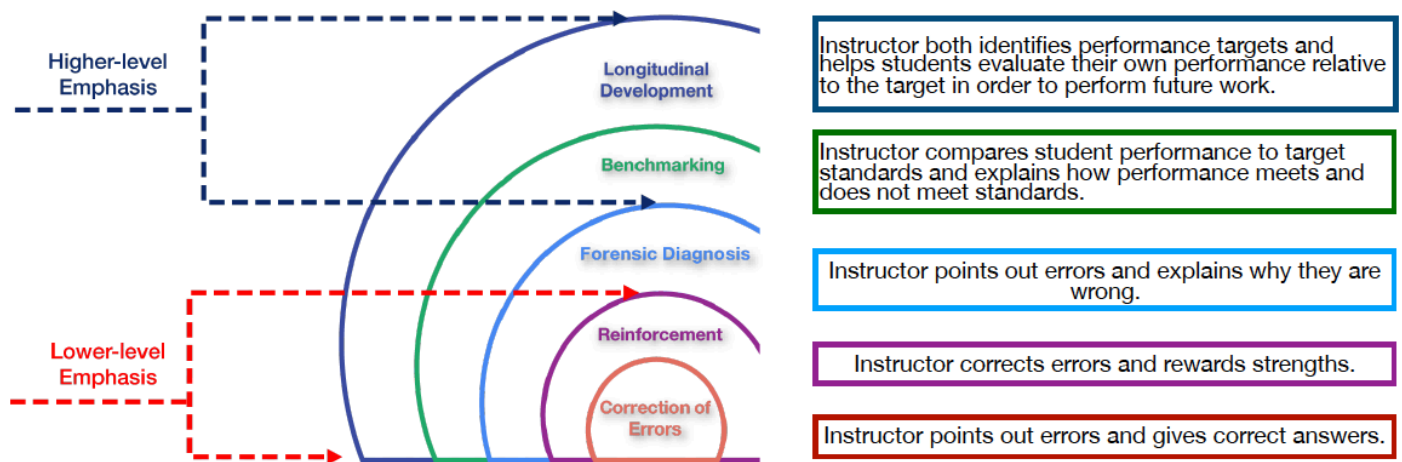 Higher-level
Emphasis
Longitudinal
Development
Instructor both identifies performance targets and
helps students evaluate their own performance relative
to the target in order to perform future work.
Benchmarking
Instructor compares student performance to target
standards and explains how performance meets and
does not meet standards.
Forensic Diagnosis
Instructor points out errors and explains why they are
wrong.
Lower-level
Emphasis
Reinforcement
Instructor corrects errors and rewards strengths.
Correction of
Errors
Instructor points out errors and gives correct answers.